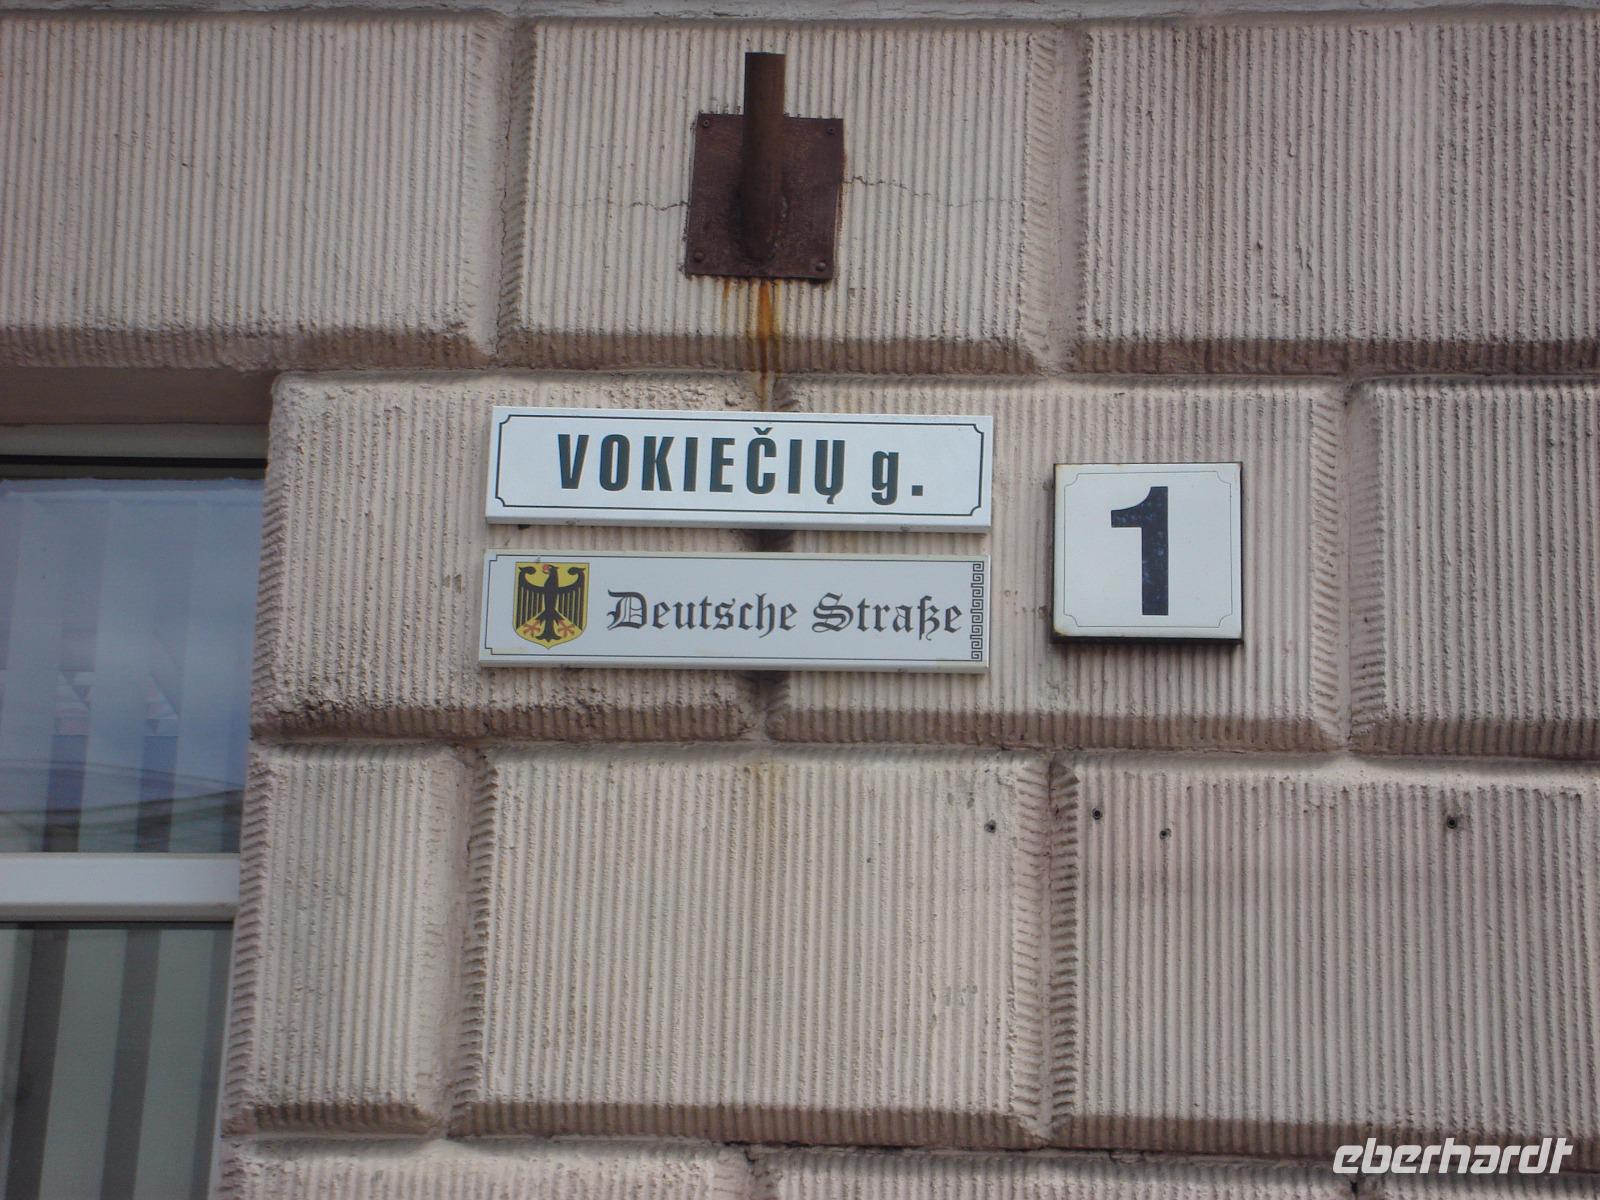 VOKIEČIŲ g.
Deutsche Straße
1
eberhardt